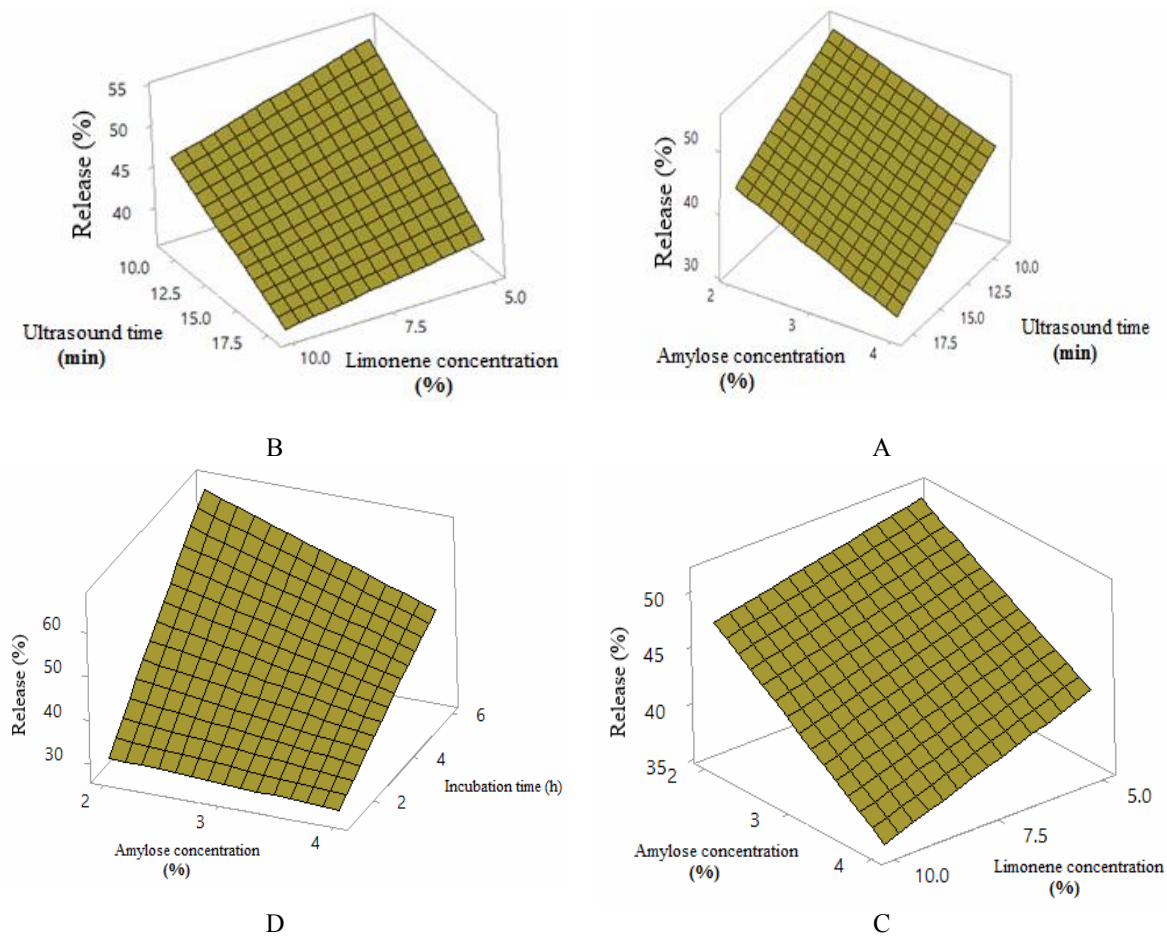 55
50
45
40
Release (%)
10.0
12.5
15.0
17.5
Ultrasound time
(min)
10.0
7.5
5.0
Limonene concentration
(%)
B
50
40
30
Release (%)
2
3
4
Amylose concentration
(%)
10.0
12.5
15.0
17.5
Ultrasound time
(min)
A
60
50
40
30
Release (%)
2
3
4
Amylose concentration
(%)
6
4
2
Incubation time (h)
D
50
45
40
35
Release (%)
2
3
4
Amylose concentration
(%)
10.0
7.5
5.0
Limonene concentration
(%)
C